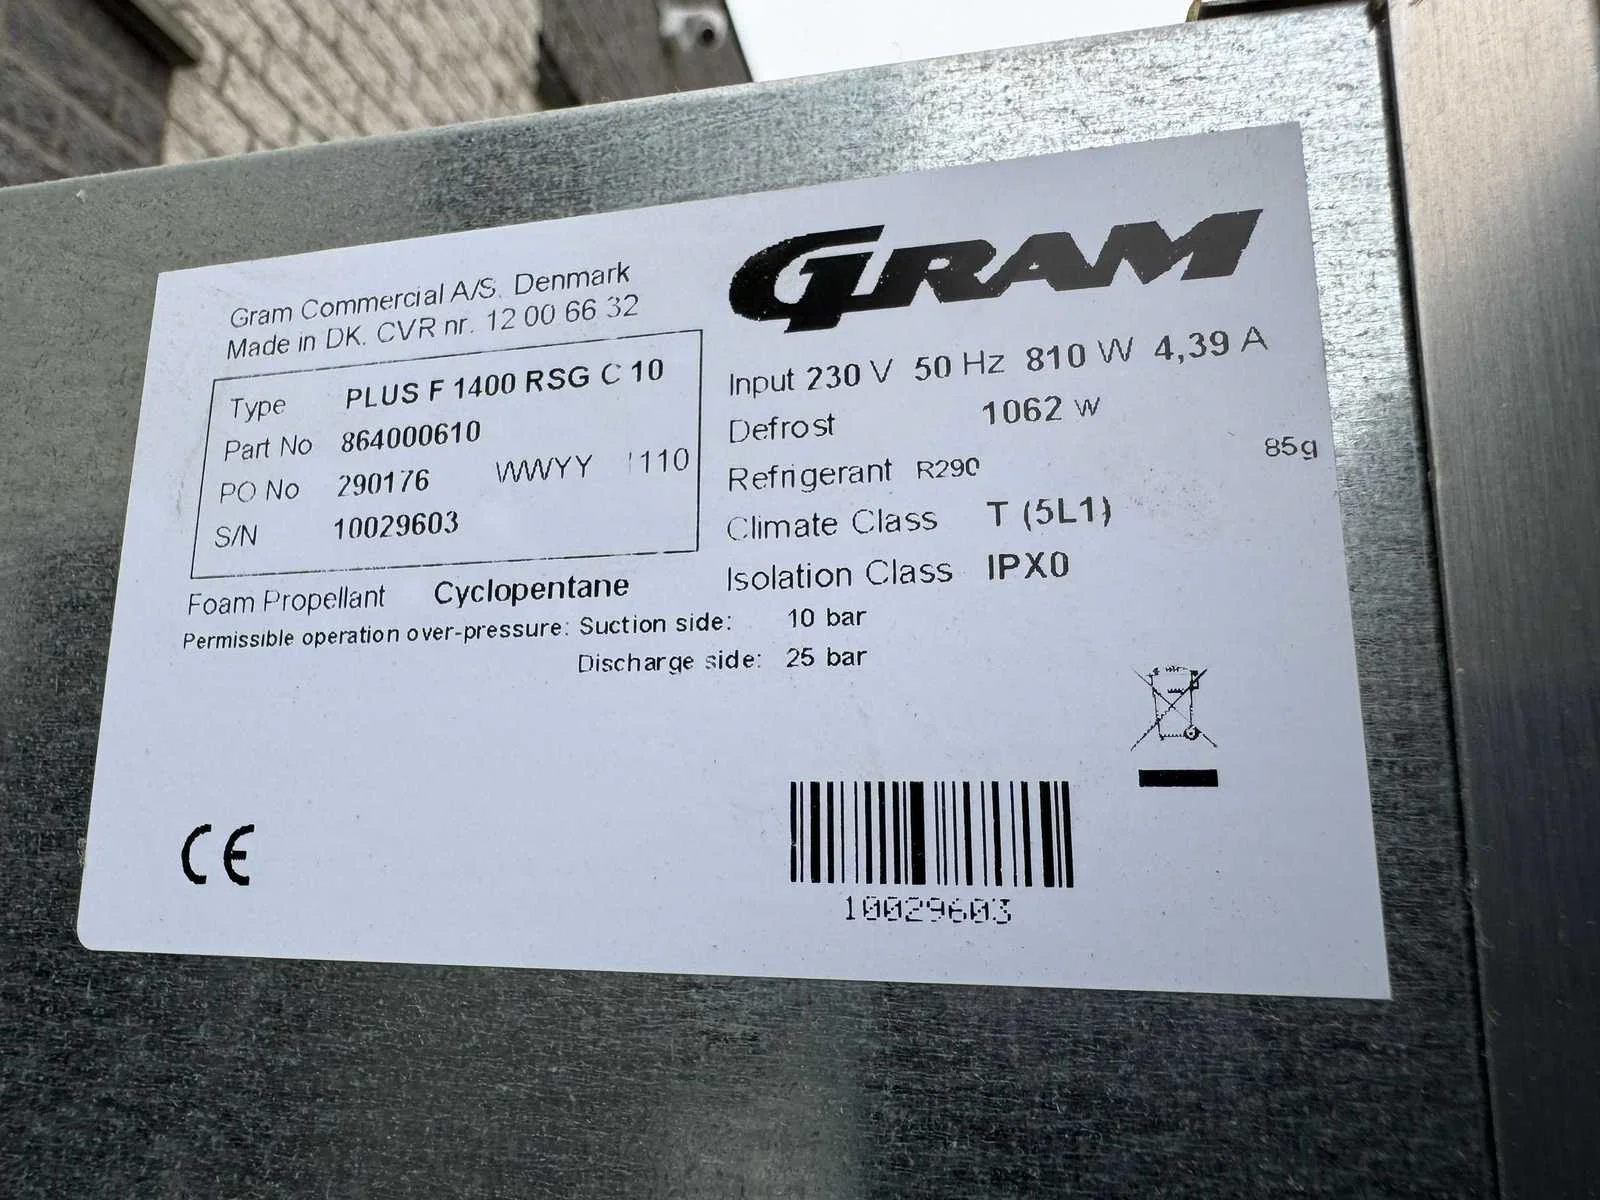 Gram Commercial A/S. Denmark
Made in DK. CVR nr. 12 00 66 32
Type PLUS F 1400 RSG C 10
Part No 864000610
PO No 290176 WWYY 1110
S/N 10029603
Foam Propellant Cyclopentane
Permissible operation over-pressure: Suction side: 10 bar
Discharge side: 25 bar
GRAM
Input 230 V 50 Hz 810 W 4,39 A
Defrost 1062 W
Refrigerant R290 85g
Climate Class T (5L1)
Isolation Class IPX0
CE
10029603